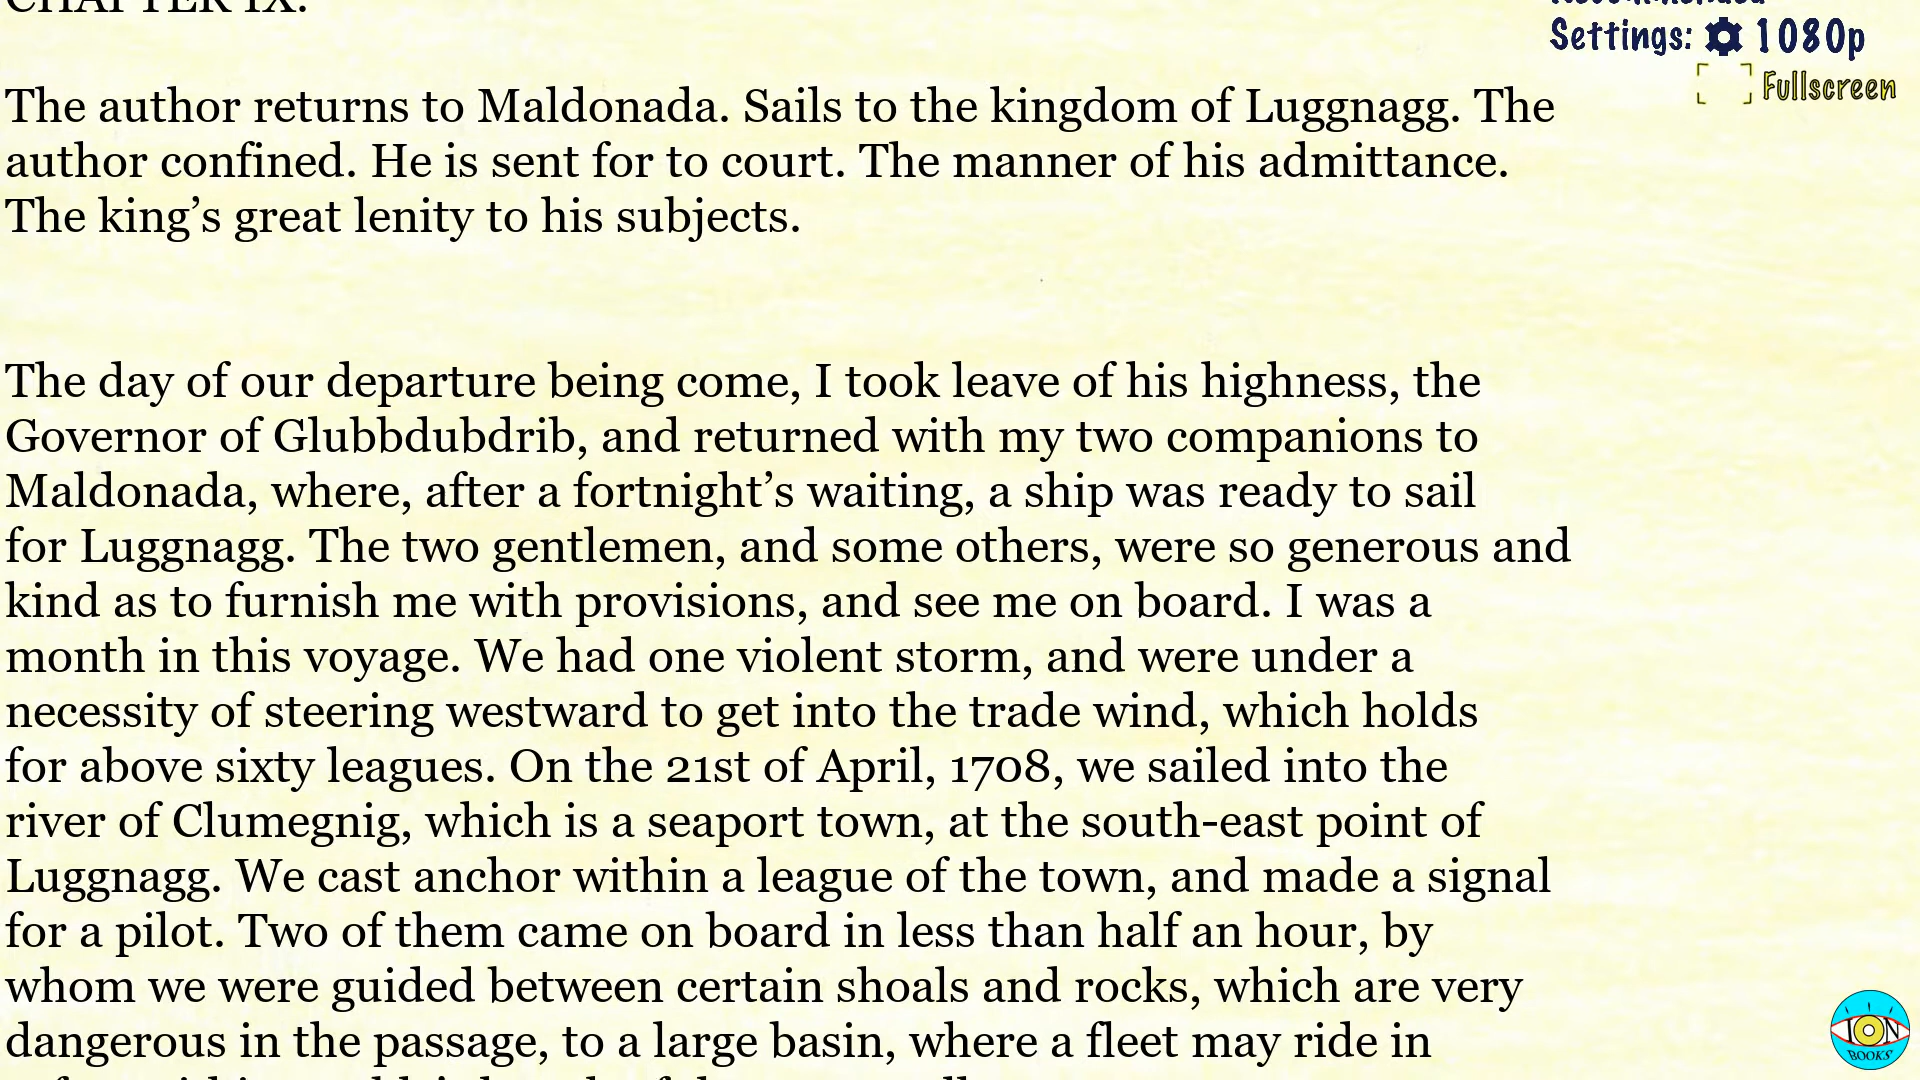 CHAPTER IX.
Recommended
Settings: 1080p
Fullscreen
The author returns to Maldonada. Sails to the kingdom of Luggnagg. The
author confined. He is sent for to court. The manner of his admittance.
The king’s great lenity to his subjects.
The day of our departure being come, I took leave of his highness, the
Governor of Glubbdubdrib, and returned with my two companions to
Maldonada, where, after a fortnight’s waiting, a ship was ready to sail
for Luggnagg. The two gentlemen, and some others, were so generous and
kind as to furnish me with provisions, and see me on board. I was a
month in this voyage. We had one violent storm, and were under a
necessity of steering westward to get into the trade wind, which holds
for above sixty leagues. On the 21st of April, 1708, we sailed into the
river of Clumegnig, which is a seaport town, at the south-east point of
Luggnagg. We cast anchor within a league of the town, and made a signal
for a pilot. Two of them came on board in less than half an hour, by
whom we were guided between certain shoals and rocks, which are very
dangerous in the passage, to a large basin, where a fleet may ride in
ION
BOOKS